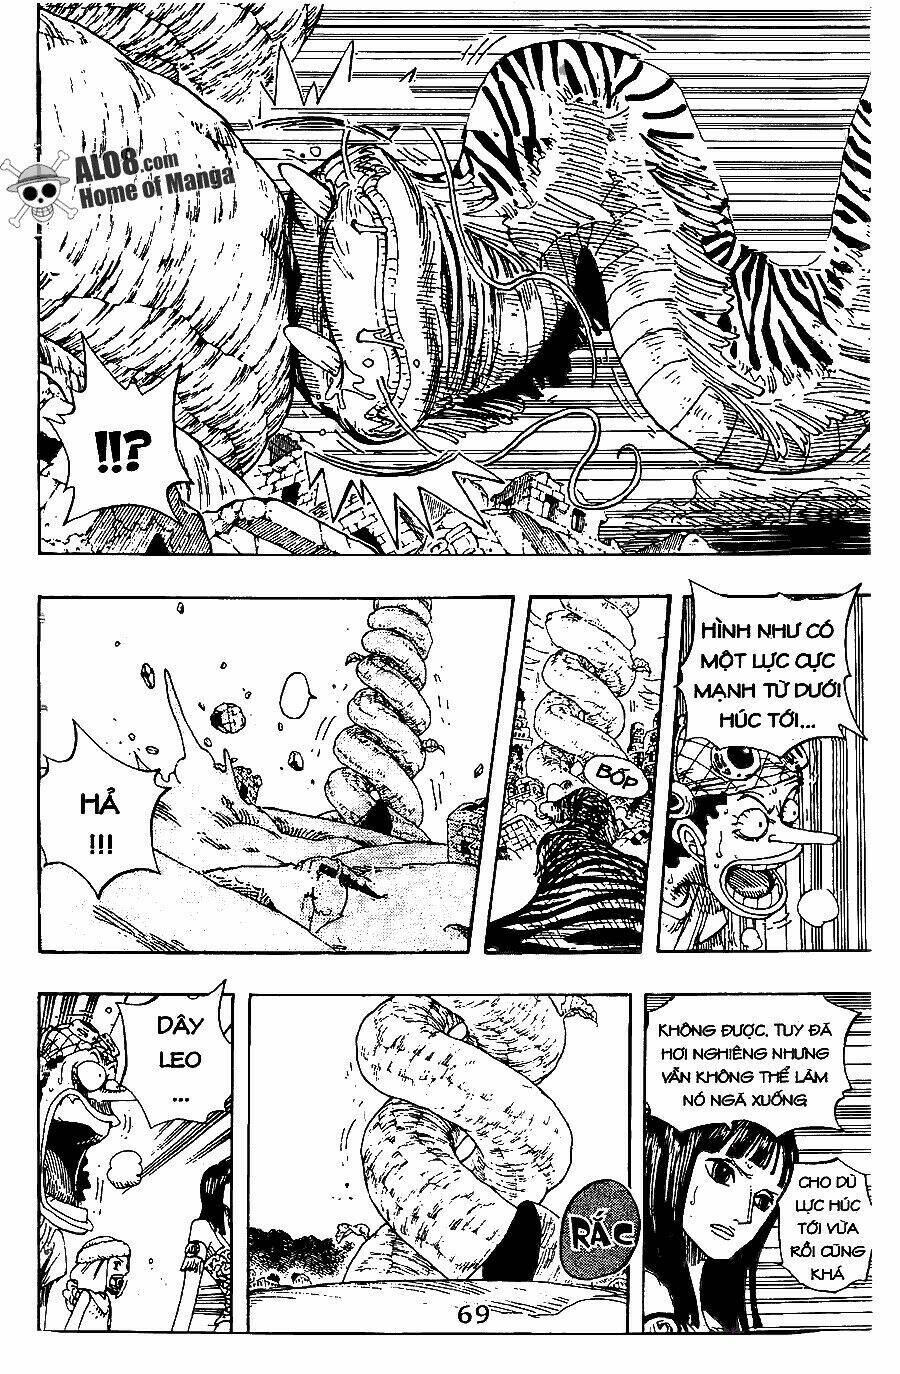 ALO8.com
Home of Manga
!!?
HÌNH NHƯ CÓ
MỘT LỰC CỰC
MẠNH TỪ DƯỚI
HÚC TỚI...
BỐP
HẢ
!!!
KHÔNG ĐƯỢC, TUY ĐÃ
HƠI NGHIÊNG NHƯNG
VẪN KHÔNG THỂ LÀM
NÓ NGÃ XUỐNG
CHO DÙ
LỰC HÚC
TỚI VỪA
RỒI CŨNG
KHÁ
RẮC
DÂY
LEO
...
69